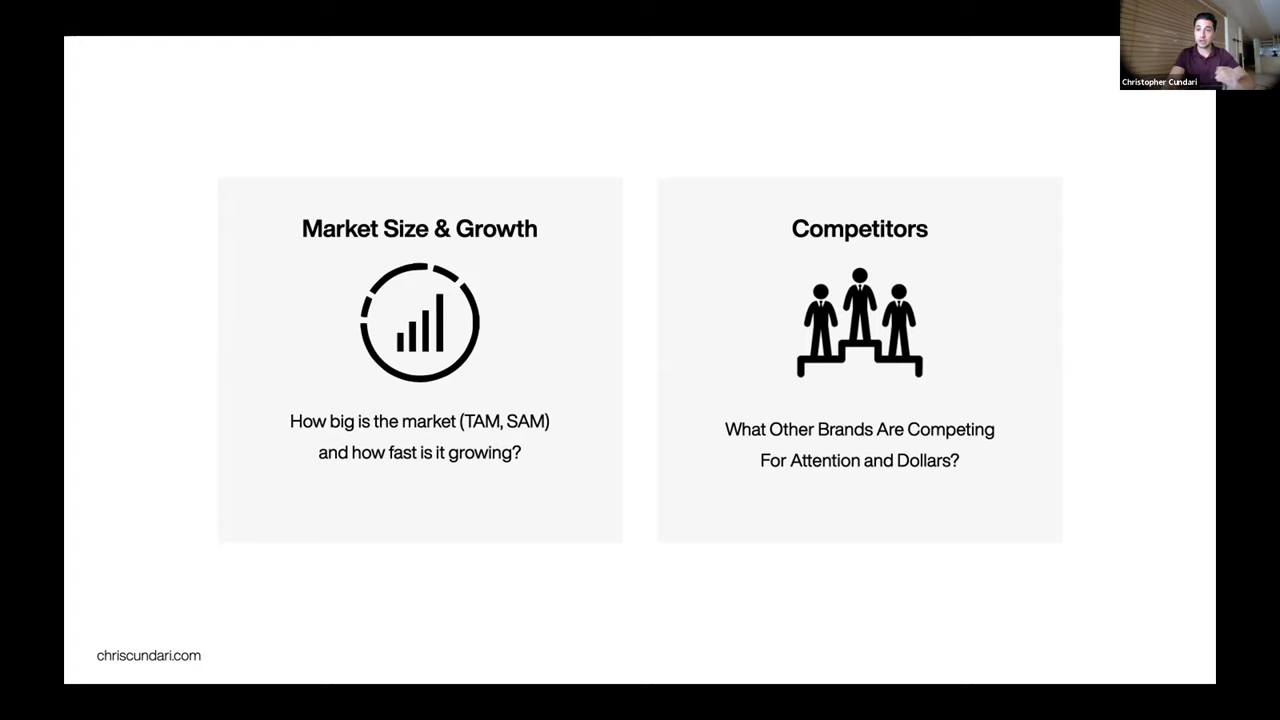 Christopher Cundari
Market Size & Growth
How big is the market (TAM, SAM)
and how fast is it growing?
Competitors
What Other Brands Are Competing
For Attention and Dollars?
chriscundari.com